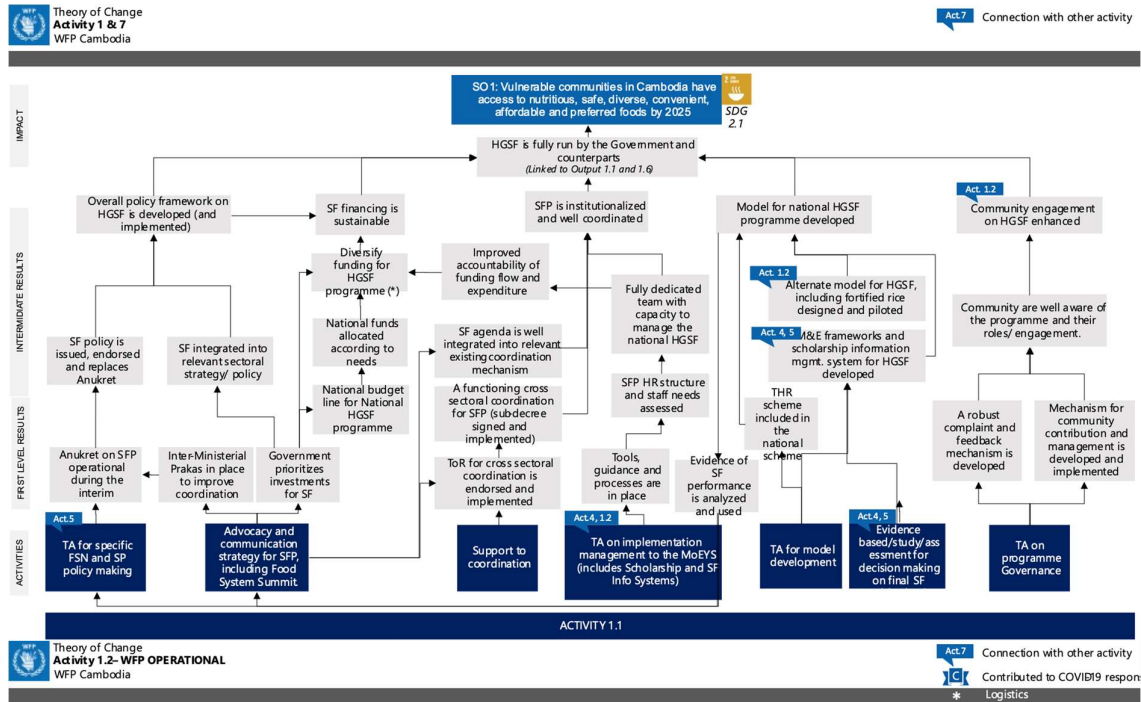 WFP
Theory of Change
Activity 1 & 7
WFP Cambodia
Act.7
Connection with other activity
IMPACT
SO 1: Vulnerable communities in Cambodia have
access to nutritious, safe, diverse, convenient,
affordable and preferred foods by 2025
SDG
2.1
HGSF is fully run by the Government and
counterparts
(Linked to Output 1.1 and 1.6)
INTERMIDIATE RESULTS
Overall policy framework on
HGSF is developed (and
implemented)
SF financing is
sustainable
SFP is institutionalized
and well coordinated
Model for national HGSF
programme developed
Act. 1.2
Community engagement
on HGSF enhanced
Diversify
funding for
HGSF
programme (*)
Improved
accountability of
funding flow and
expenditure
Fully dedicated
team with
capacity to
manage the
national HGSF
Act. 1.2
Alternate model for HGSF,
including fortified rice
designed and piloted
Community are well aware of
the programme and their
roles/ engagement.
SF policy is
issued, endorsed
and replaces
Anukret
SF integrated into
relevant sectoral
strategy/ policy
National funds
allocated
according to
needs
SF agenda is well
integrated into relevant
existing coordination
mechanism
Act. 4, 5
M&E frameworks and
scholarship information
mgmt. system for HGSF
developed
FIRST LEVEL RESULTS
National budget
line for National
HGSF
programme
A functioning cross
sectoral coordination
for SFP (sub-decree
signed and
implemented)
SFP HR structure
and staff needs
assessed
THR
scheme
included in
the
national
scheme
A robust
complaint and
feedback
mechanism is
developed
Mechanism for
community
contribution and
management is
developed and
implemented
Anukret on SFP
operational
during the
interim
Inter-Ministerial
Prakas in place
to improve
coordination
Government
prioritizes
investments
for SF
ToR for cross sectoral
coordination is
endorsed and
implemented
Tools,
guidance and
processes are
in place
Evidence of
SF
performance
is analyzed
and used
ACTIVITIES
Act.5
TA for specific
FSN and SP
policy making
Advocacy and
communication
strategy for SFP,
including Food
System Summit.
Support to
coordination
Act.4, 1.2
TA on implementation
management to the MoEYS
(includes Scholarship and SF
Info Systems)
TA for model
development
Act.4, 5
Evidence
based/study/ass
essment for
decision making
on final SF
TA on
programme
Governance
ACTIVITY 1.1
WFP
Theory of Change
Activity 1.2– WFP OPERATIONAL
WFP Cambodia
Act.7
Connection with other activity
C
Contributed to COVID19 respon
*
Logistics